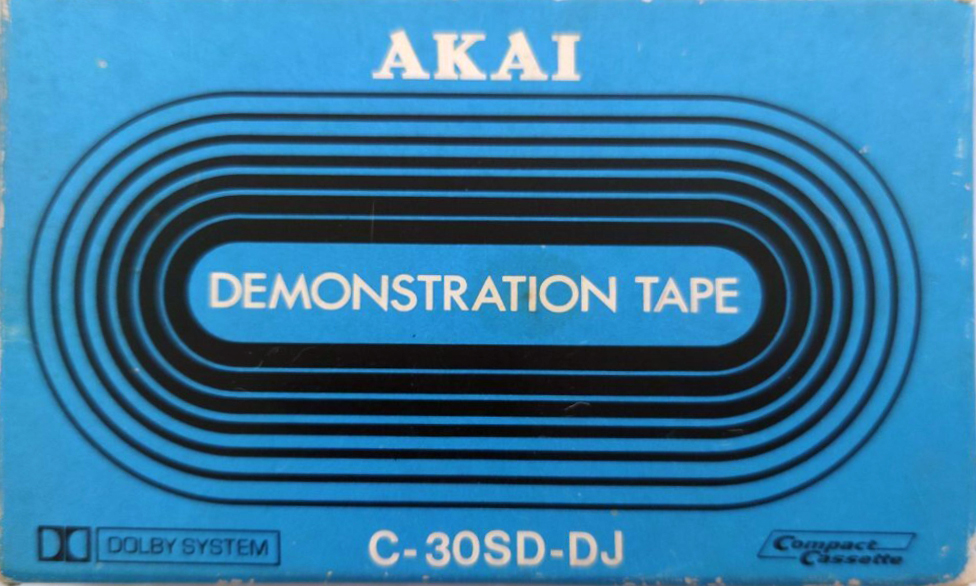 AKAI
DEMONSTRATION TAPE
DOLBY SYSTEM
C-30SD-DJ
Compact
Cassette